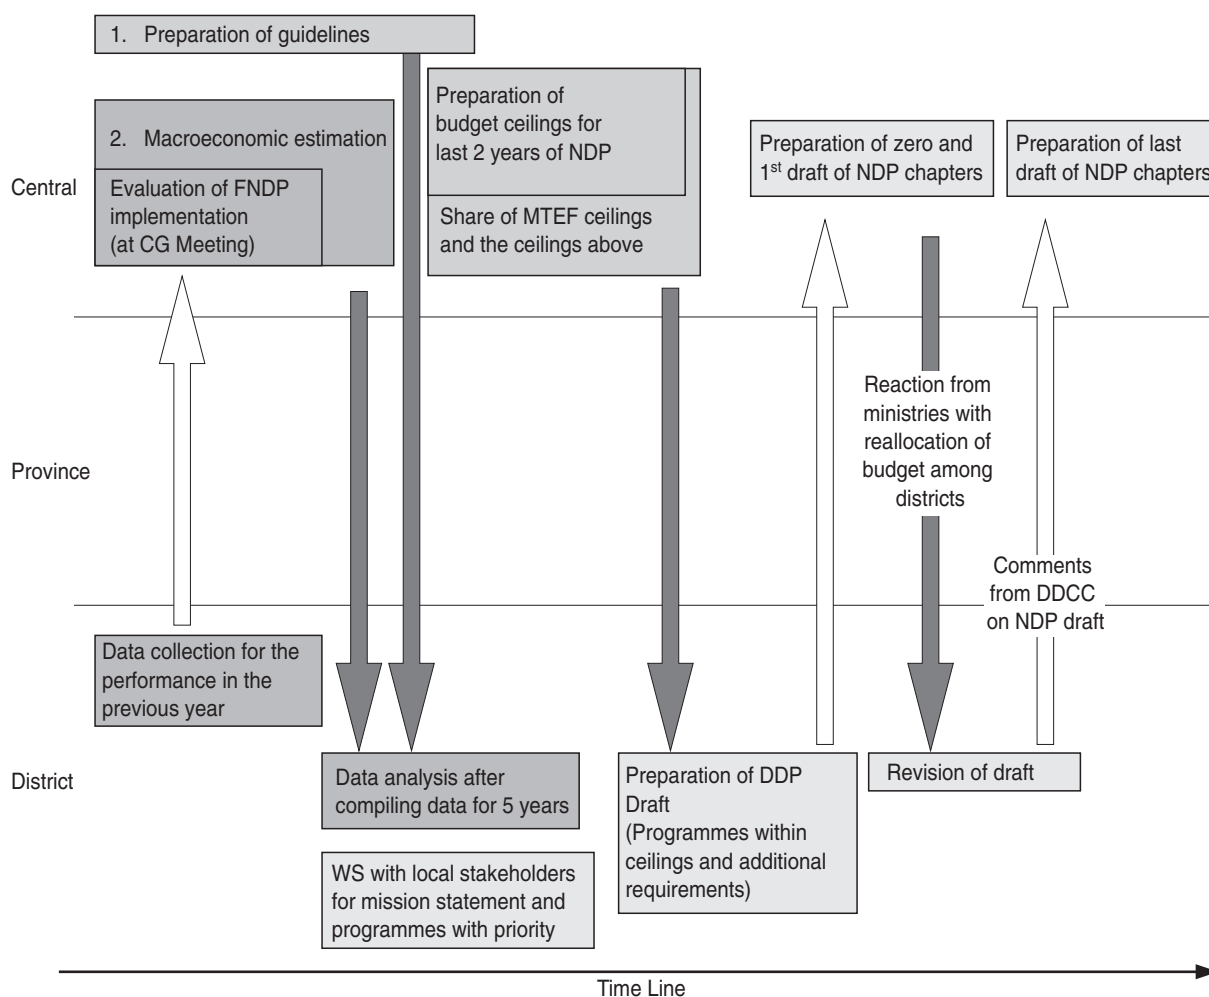 1. Preparation of guidelines
2. Macroeconomic estimation
Evaluation of FNDP
implementation
(at CG Meeting)
Preparation of
budget ceilings for
last 2 years of NDP
Share of MTEF ceilings
and the ceilings above
Preparation of zero and
1st draft of NDP chapters
Preparation of last
draft of NDP chapters
Central
Reaction from
ministries with
reallocation of
budget among
districts
Province
Comments
from DDCC
on NDP draft
Data collection for the
performance in the
previous year
District
Data analysis after
compiling data for 5 years
WS with local stakeholders
for mission statement and
programmes with priority
Preparation of DDP
Draft
(Programmes within
ceilings and additional
requirements)
Revision of draft
Time Line